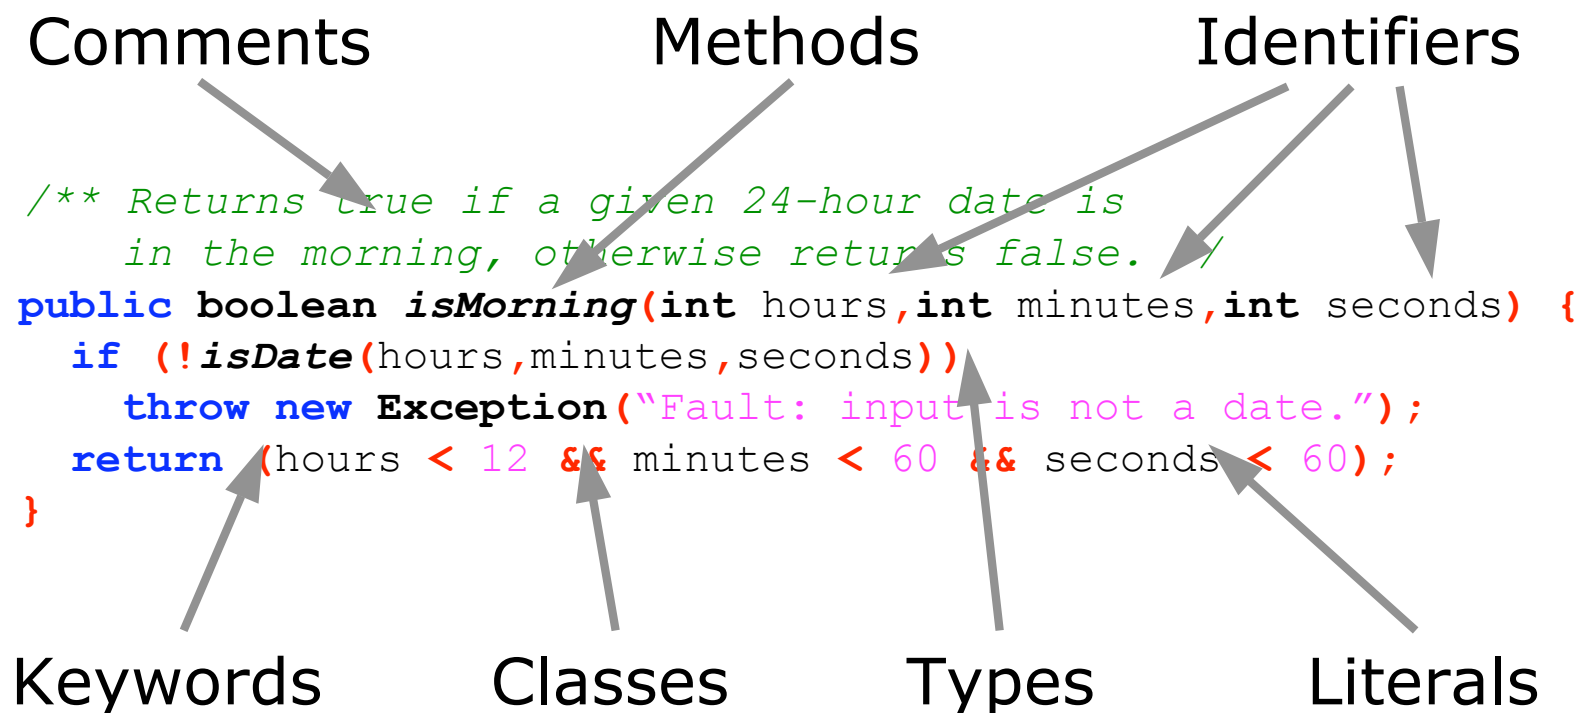 Comments Methods Identifiers
/** Returns true if a given 24-hour date is
in the morning, otherwise returns false. */
public boolean isMorning(int hours,int minutes,int seconds) {
if (!isDate(hours,minutes,seconds))
throw new Exception(“Fault: input is not a date.”);
return (hours < 12 && minutes < 60 && seconds < 60);
}
Keywords Classes Types Literals